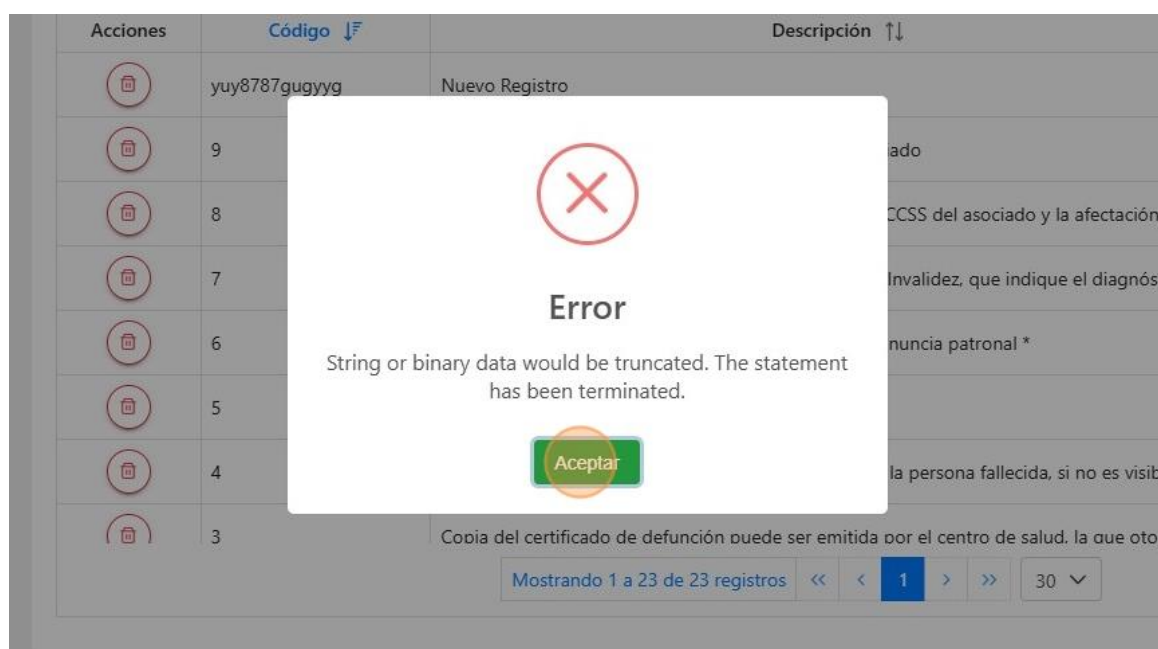 Acciones Código Descripción
yuy8787gugyyg Nuevo Registro
9 ado
8 CCSS del asociado y la afectación
7 Invalidez, que indique el diagnós
6 nuncia patronal *
5
4 la persona fallecida, si no es visib
3 Copia del certificado de defunción puede ser emitida por el centro de salud, la que oto
Error
String or binary data would be truncated. The statement
has been terminated.
Aceptar
Mostrando 1 a 23 de 23 registros << < 1 > >> 30